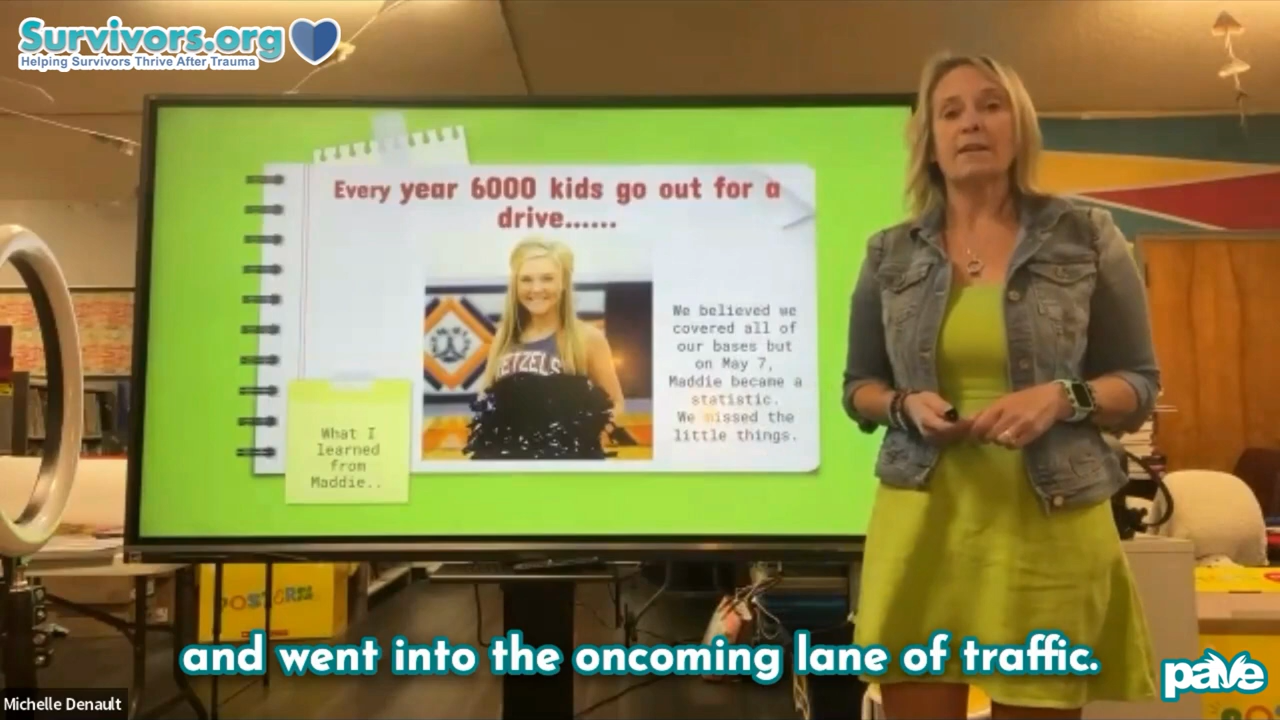 Survivors.org
Helping Survivors Thrive After Trauma
Every year 6000 kids go out for a
drive......
ETZELS
We believed we
covered all of
our bases but
on May 7,
Maddie became a
statistic.
We missed the
little things.
What I
learned
from
Maddie..
POSTERS
and went into the oncoming lane of traffic.
Michelle Denault
pave